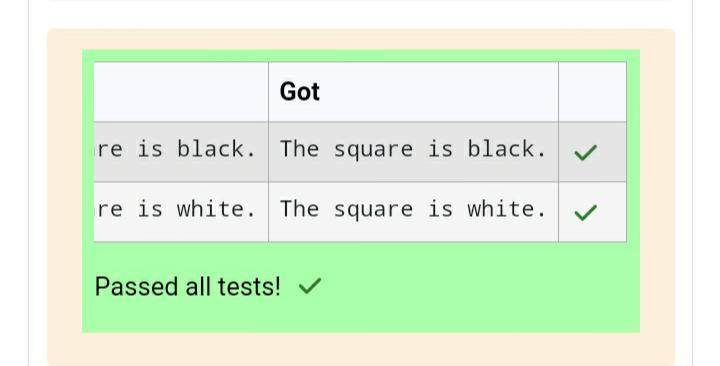 Got
re is black. The square is black.
re is white. The square is white.
Passed all tests!